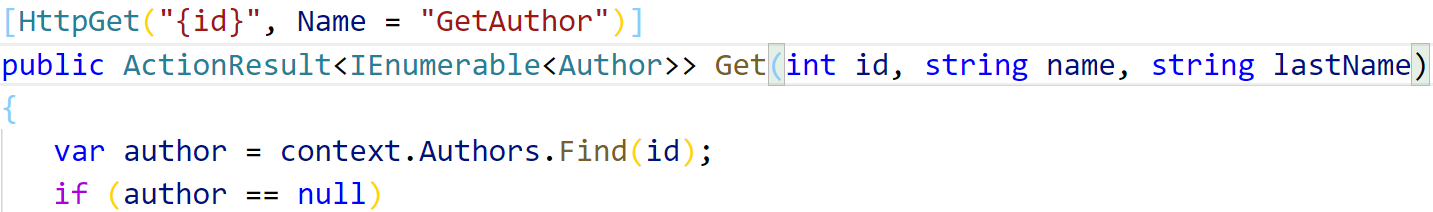 [HttpGet("{id}", Name = "GetAuthor")]
public ActionResult<IEnumerable<Author>> Get(int id, string name, string lastName)
{
var author = context.Authors.Find(id);
if (author == null)